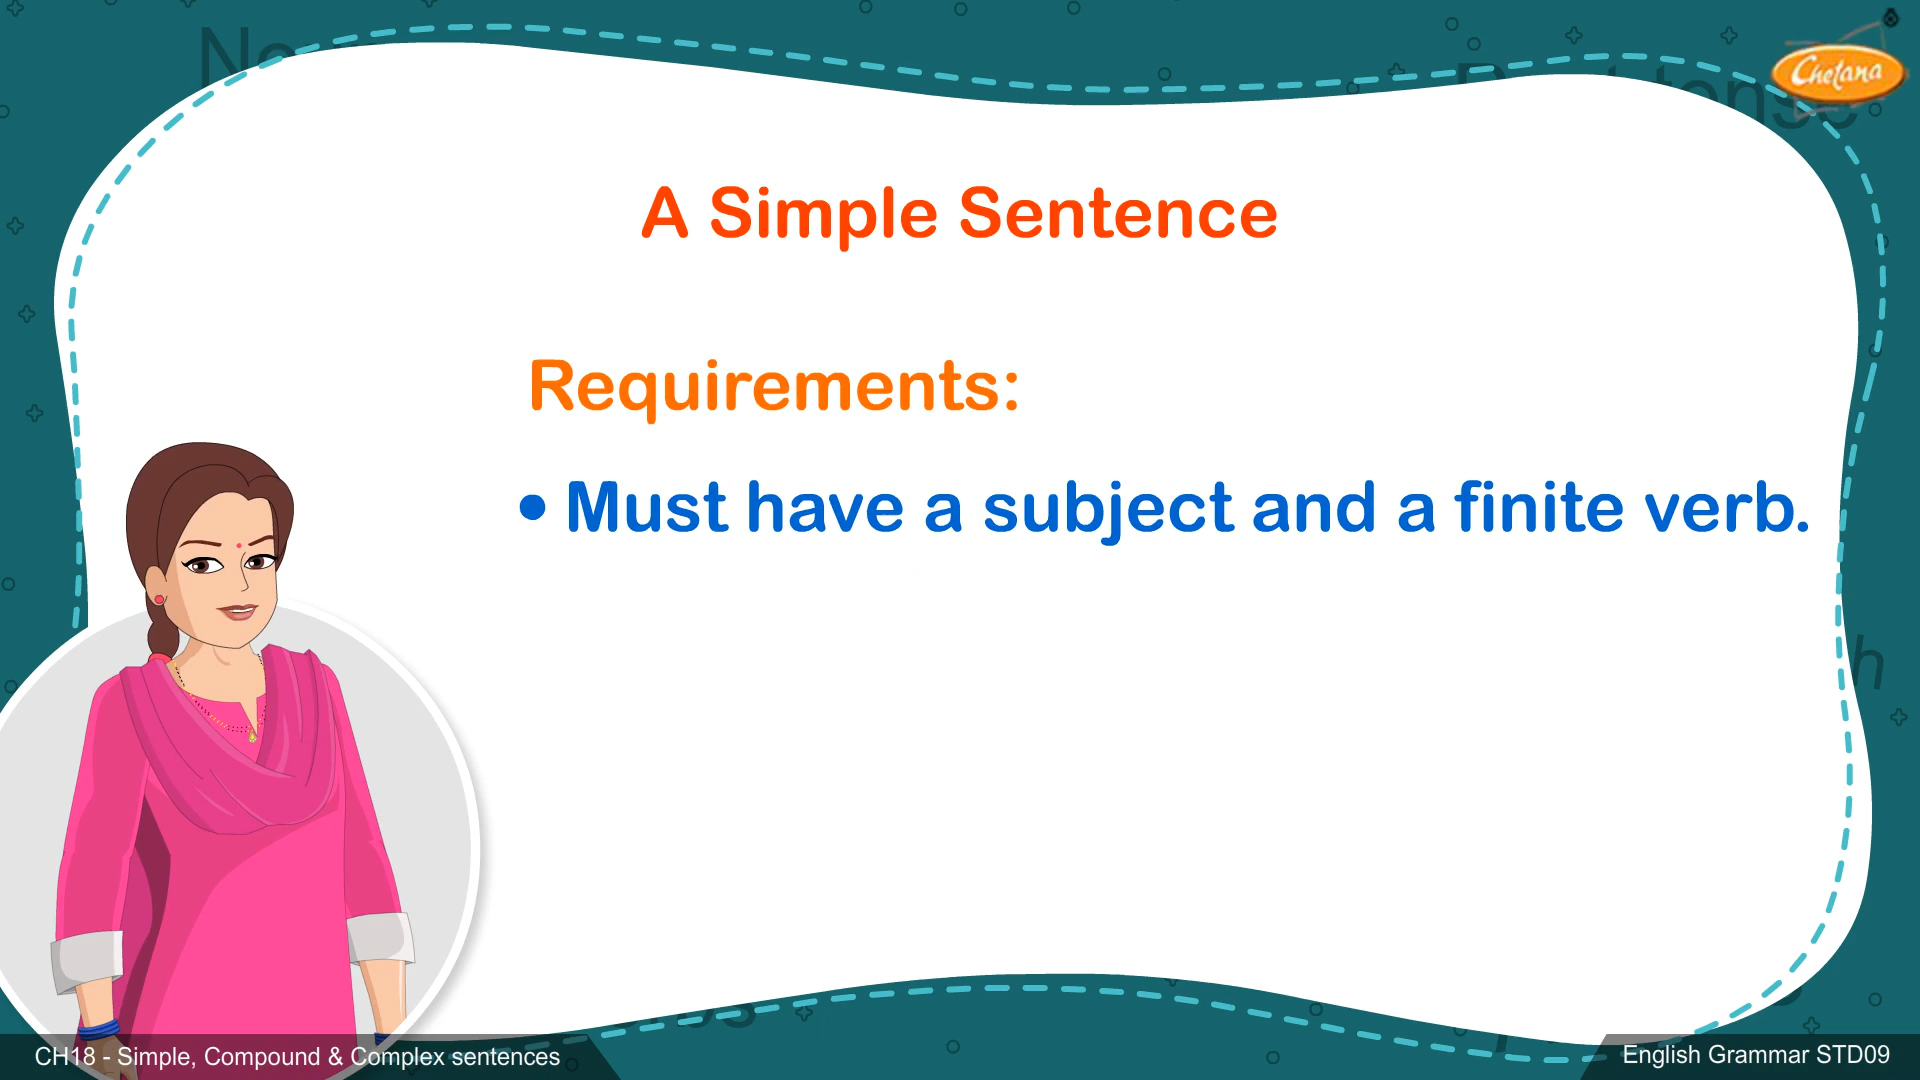 Chetana
A Simple Sentence
Requirements:
• Must have a subject and a finite verb.
CH18 - Simple, Compound & Complex sentences
English Grammar STD09